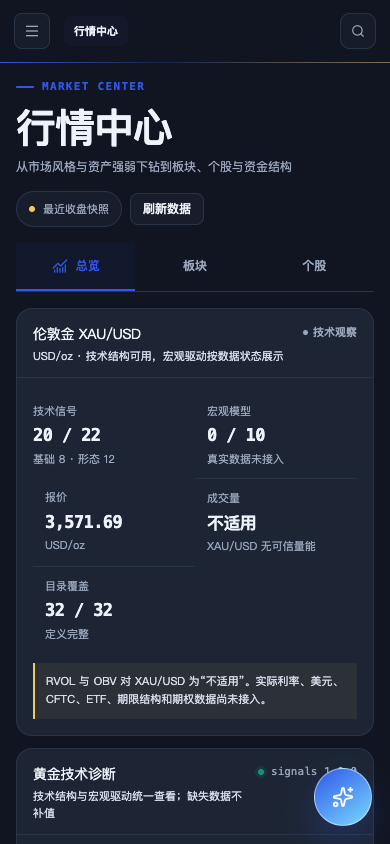 行情中心
MARKET CENTER
行情中心
从市场风格与资产强弱下钻到板块、个股与资金结构
最近收盘快照
刷新数据
总览
板块
个股
伦敦金 XAU/USD
技术观察
USD/oz · 技术结构可用，宏观驱动按数据状态展示
技术信号
20 / 22
基础 8 · 形态 12
宏观模型
0 / 10
真实数据未接入
报价
3,571.69
USD/oz
成交量
不适用
XAU/USD 无可信量能
目录覆盖
32 / 32
定义完整
RVOL 与 OBV 对 XAU/USD 为“不适用”。实际利率、美元、
CFTC、ETF、期限结构和期权数据尚未接入。
黄金技术诊断
signals
技术结构与宏观驱动统一查看；缺失数据不
补值